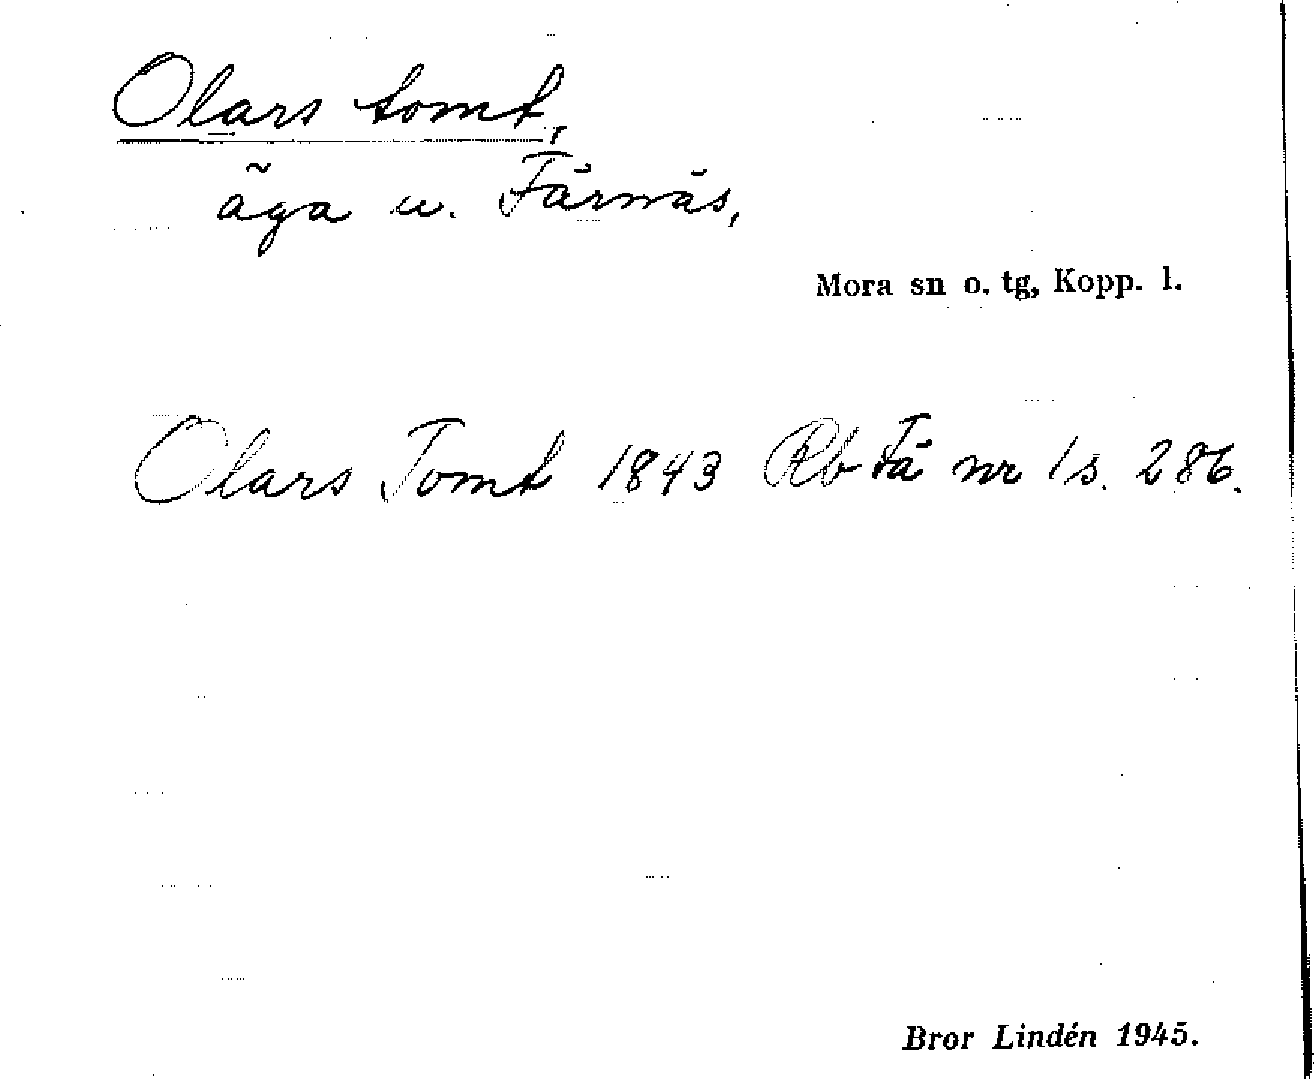 Olars tomt,
äga u. Färnäs,
Mora sn o. tg, Kopp. l.
Olars Tomt 1843 Rb Fä nr 1 s. 286.
Bror Lindén 1945.